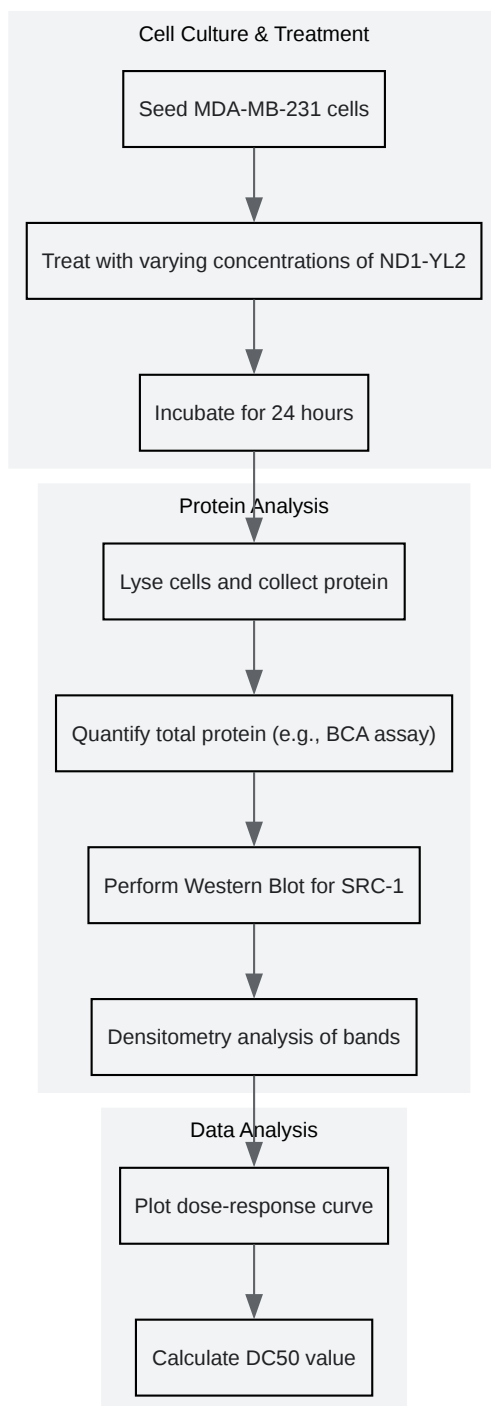 Cell Culture & Treatment
Seed MDA-MB-231 cells
Treat with varying concentrations of ND1-YL2
Incubate for 24 hours
Protein Analysis
Lyse cells and collect protein
Quantify total protein (e.g., BCA assay)
Perform Western Blot for SRC-1
Densitometry analysis of bands
Data Analysis
Plot dose-response curve
Calculate DC50 value